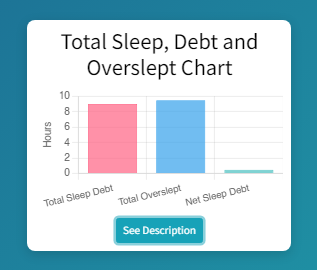 Total Sleep, Debt and
Overslept Chart
10
8
6
4
2
0
Hours
Total Sleep Debt
Total Overslept
Net Sleep Debt
See Description